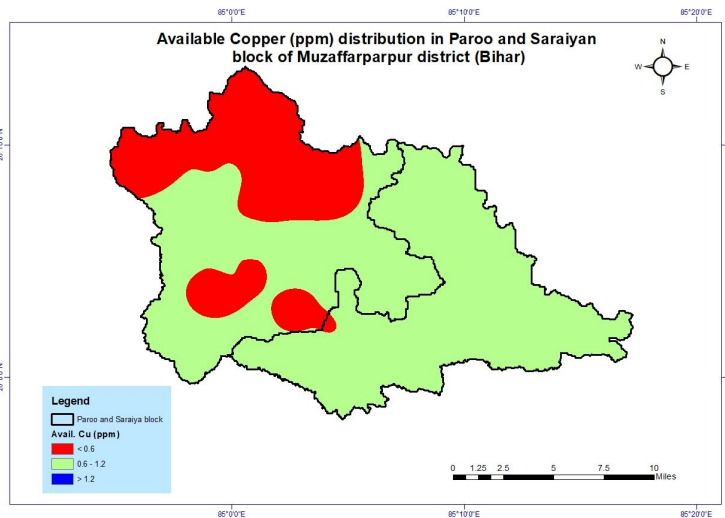 85°0'0"E 85°10'0"E 85°20'0"E
Available Copper (ppm) distribution in Paroo and Saraiyan
block of Muzaffarparpur district (Bihar)
N
W E
S
Legend
Paroo and Saraiya block
Avail. Cu (ppm)
< 0.6
0.6 - 1.2
> 1.2
0 1.25 2.5 5 7.5 10
Miles
85°0'0"E 85°10'0"E 85°20'0"E